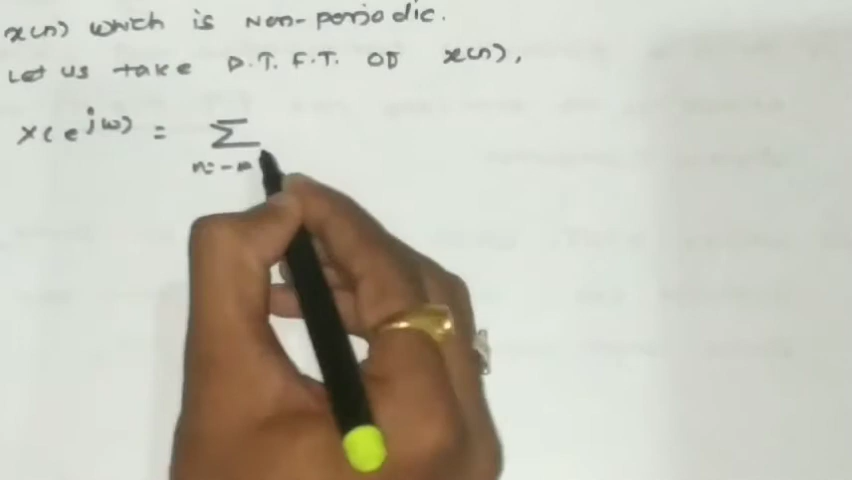 x(n) which is Non-periodic.
Let us take D.T.F.T. OF x(n),
X(e^{jω}) = Σ
n=-∞